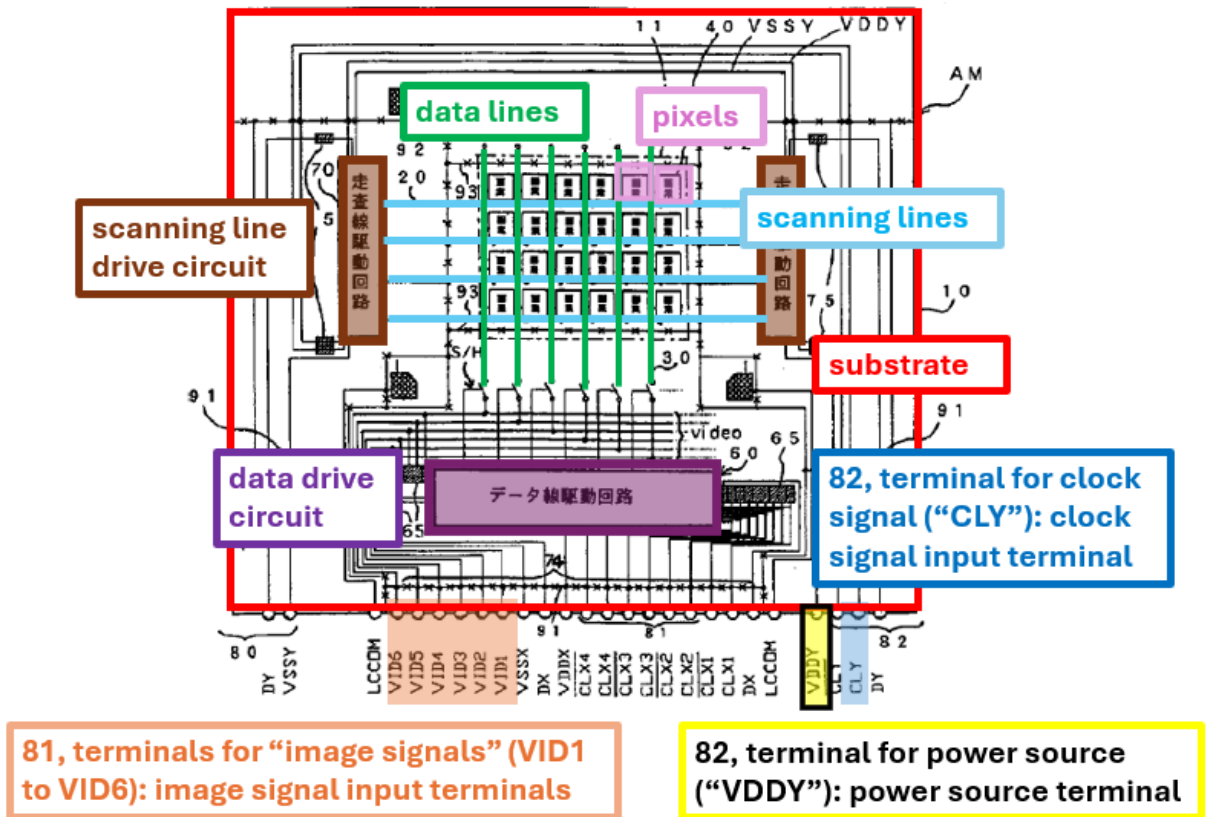 11 40 VSSY VDDY
AM
data lines
pixels
92
70 20 93
走査線駆動回路
走
動回路
scanning line
drive circuit
5
scanning lines
75
10
93
S/H
30
substrate
91
91
video
65
60
data drive
circuit
データ線駆動回路
65
82, terminal for clock
signal (“CLY”): clock
signal input terminal
74
91
81
80
82
DY
VSSY
LCCOM
VID6
VID5
VID4
VID3
VID2
VID1
VSSX
DX
VDDX
CLX4
CLX4
CLX3
CLX3
CLX2
CLX2
CLX1
CLX1
DX
LCCOM
VDDY
CLY
CLY
DY
81, terminals for “image signals” (VID1
to VID6): image signal input terminals
82, terminal for power source
(“VDDY”): power source terminal